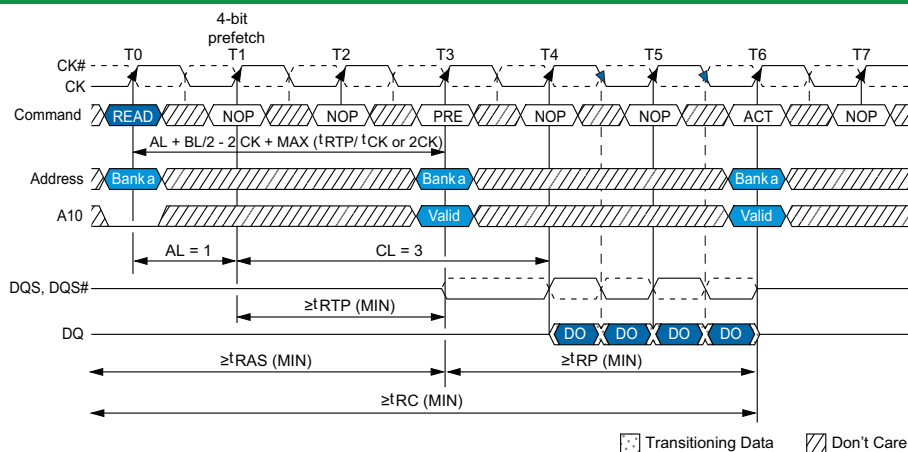 4-bit
prefetch
T0 T1 T2 T3 T4 T5 T6 T7
CK#
CK
Command READ NOP NOP PRE NOP NOP ACT NOP
AL + BL/2 - 2 CK + MAX (tRTP/ tCK or 2CK)
Address Bank a Bank a Bank a
A10 Valid Valid
AL = 1 CL = 3
DQS, DQS#
≥tRTP (MIN)
DQ DO DO DO DO
≥tRAS (MIN) ≥tRP (MIN)
≥tRC (MIN)
Transitioning Data Don't Care